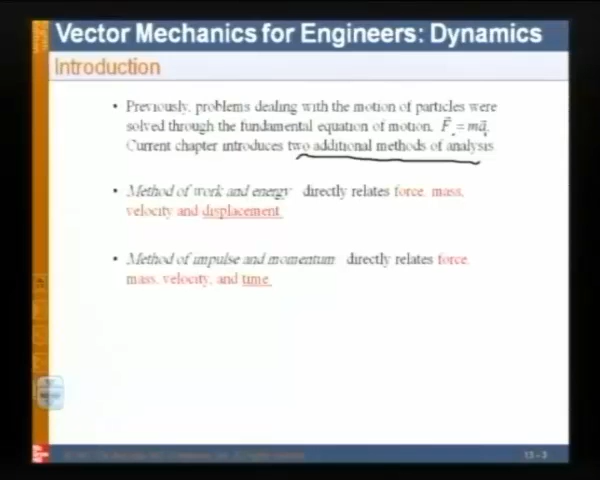 Vector Mechanics for Engineers: Dynamics
Introduction
• Previously, problems dealing with the motion of particles were
solved through the fundamental equation of motion, F⃗ = ma⃗.
Current chapter introduces two additional methods of analysis
• Method of work and energy directly relates force, mass,
velocity and displacement.
• Method of impulse and momentum directly relates force,
mass, velocity, and time.
13 - 3